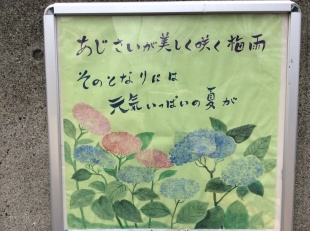 あじさいが美しく咲く梅雨
そのとなりには
元気いっぱいの夏が